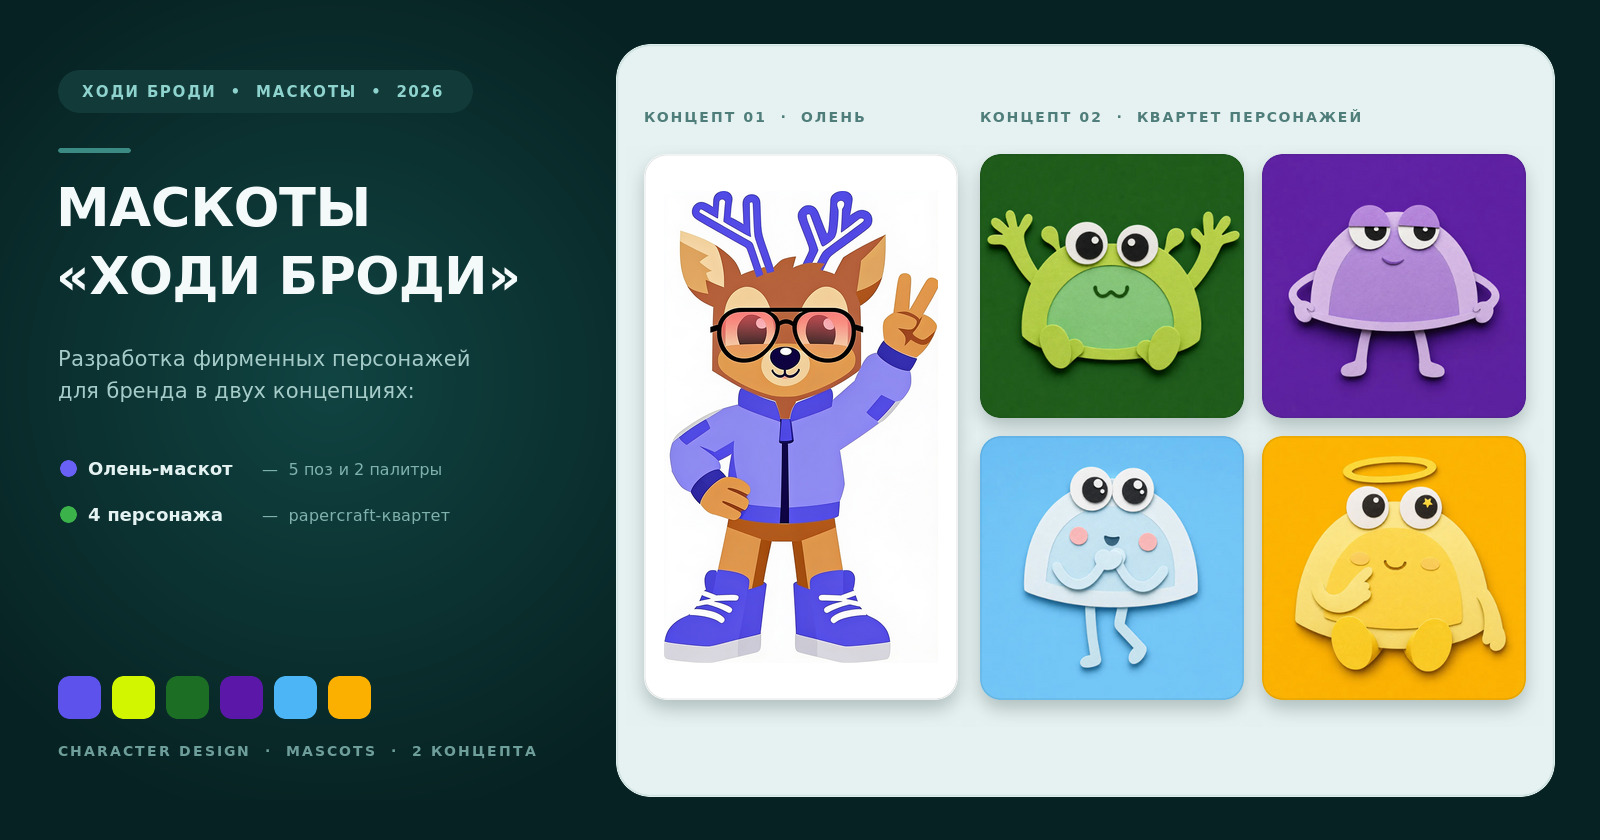 ХОДИ БРОДИ • МАСКОТЫ • 2026
МАСКОТЫ
«ХОДИ БРОДИ»
Разработка фирменных персонажей
для бренда в двух концепциях:
Олень-маскот — 5 поз и 2 палитры
4 персонажа — papercraft-квартет
CHARACTER DESIGN · MASCOTS · 2 КОНЦЕПТА
КОНЦЕПТ 01 · ОЛЕНЬ
КОНЦЕПТ 02 · КВАРТЕТ ПЕРСОНАЖЕЙ